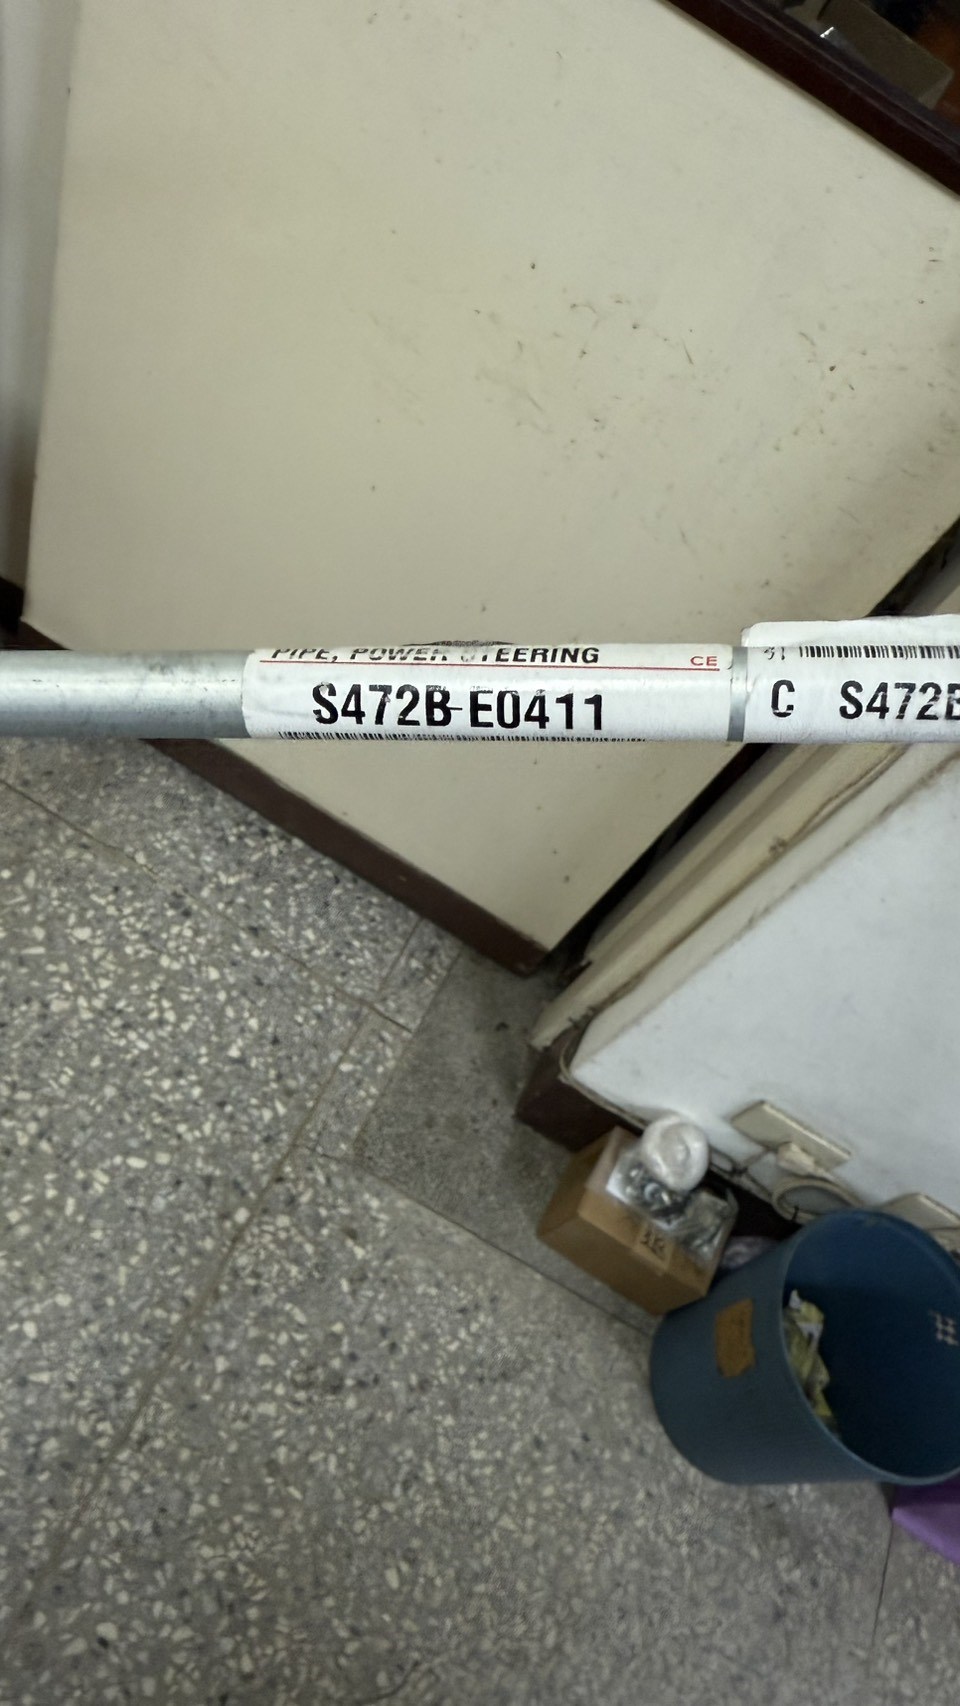 PIPE, POWER STEERING
CE
S472B-E0411
C S472B